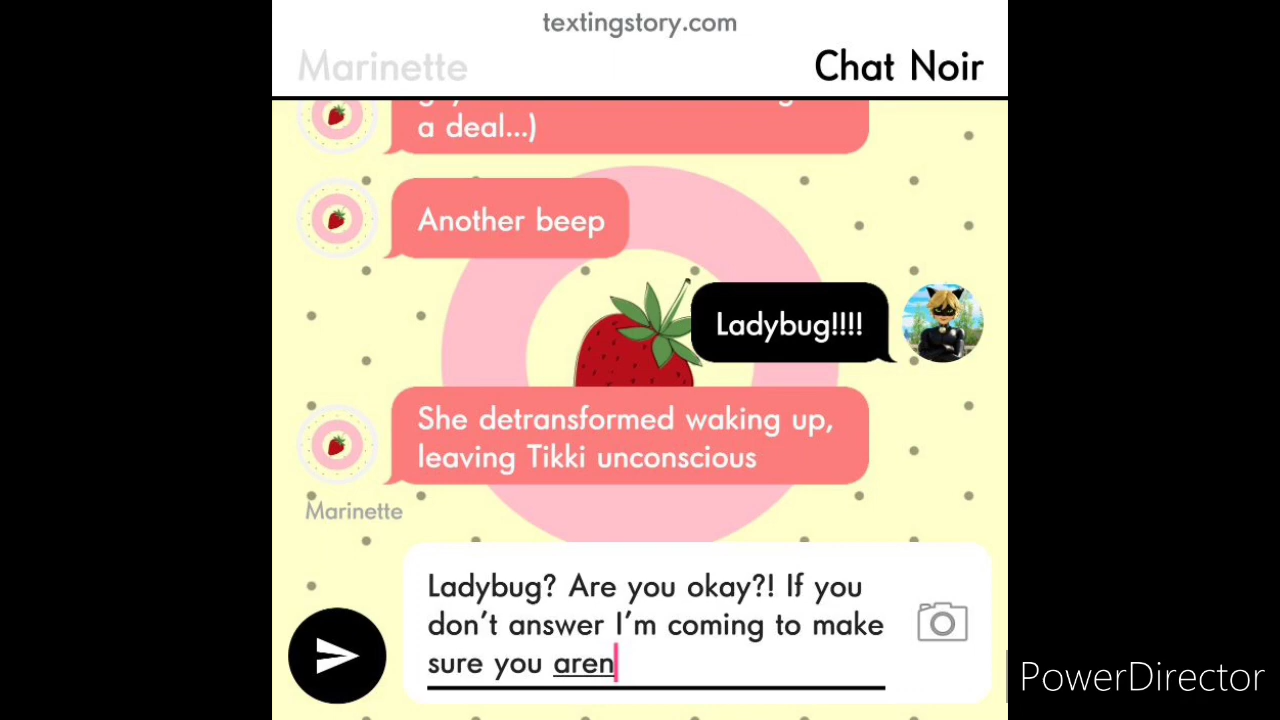 textingstory.com
Marinette
Chat Noir
a deal...)
Another beep
Ladybug!!!!
She detransformed waking up,
leaving Tikki unconscious
Marinette
Ladybug? Are you okay?! If you
don't answer I'm coming to make
sure you aren
PowerDirector